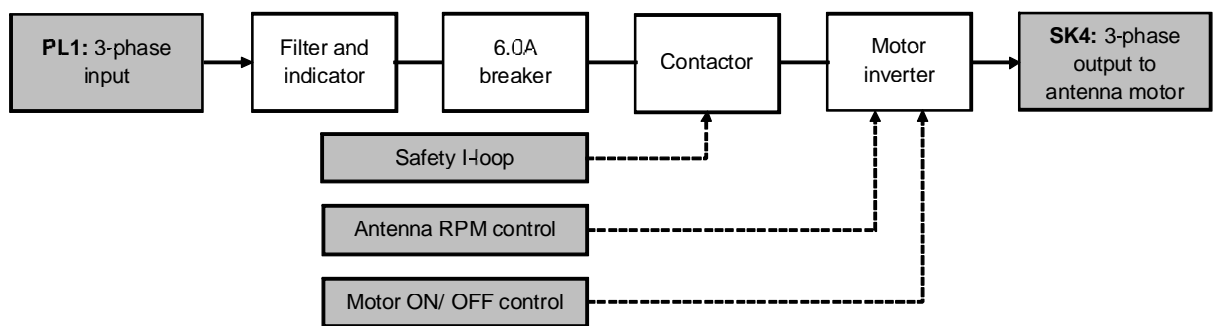 PL1: 3-phase
input
Filter and
indicator
6.0A
breaker
Contactor
Motor
inverter
SK4: 3-phase
output to
antenna motor
Safety I-loop
Antenna RPM control
Motor ON/ OFF control